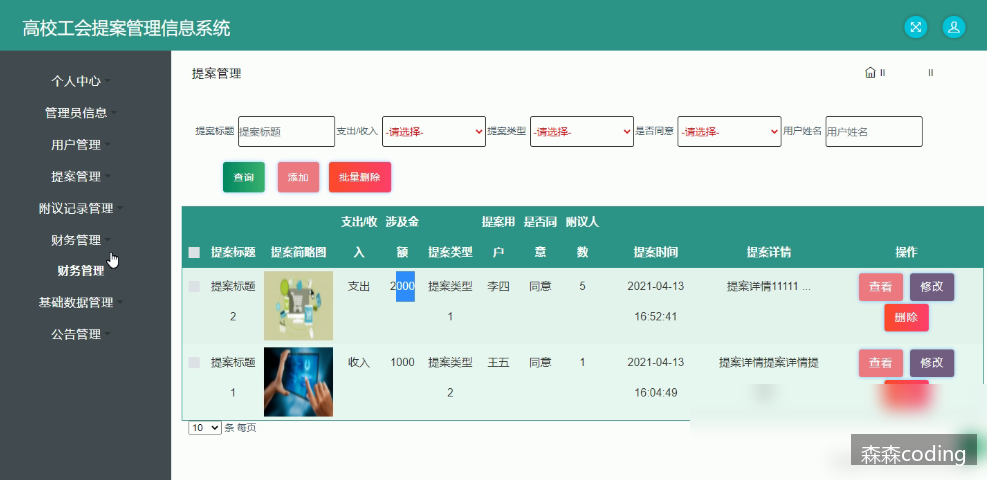 高校工会提案管理信息系统
个人中心
管理员信息
用户管理
提案管理
附议记录管理
财务管理
财务管理
基础数据管理
公告管理
提案管理
提案标题 提案标题 支出/收入 -请选择- 提案类型 -请选择- 是否同意 -请选择- 用户姓名 用户姓名
查询 添加 批量删除
提案标题 提案简略图 支出/收入 涉及金额 提案类型 提案用户 是否同意 附议人数 提案时间 提案详情 操作
提案标题2 支出 2000 提案类型1 李四 同意 5 2021-04-13 16:52:41 提案详情11111 ... 查看 修改 删除
提案标题1 收入 1000 提案类型2 王五 同意 1 2021-04-13 16:04:49 提案详情提案详情提 查看 修改
10 条 每页
森森coding